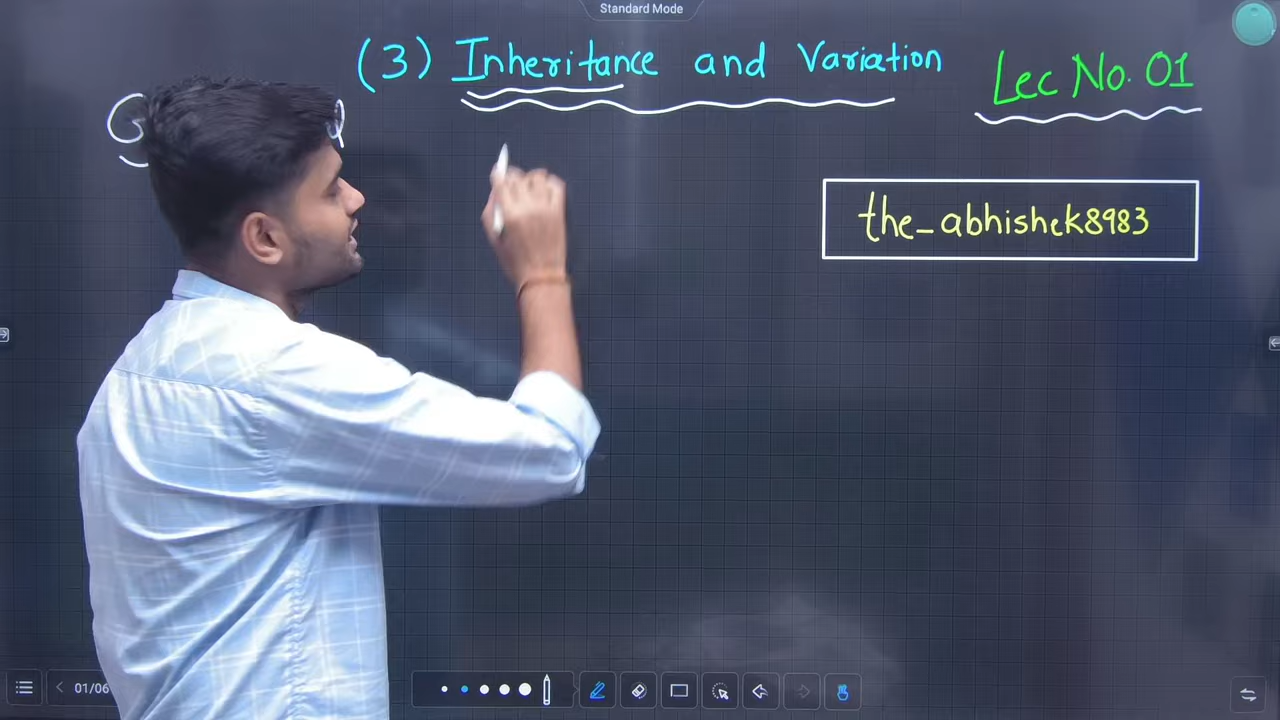 Standard Mode
(3) Inheritance and Variation
Lec No. 01
the_abhishek8983
01/06